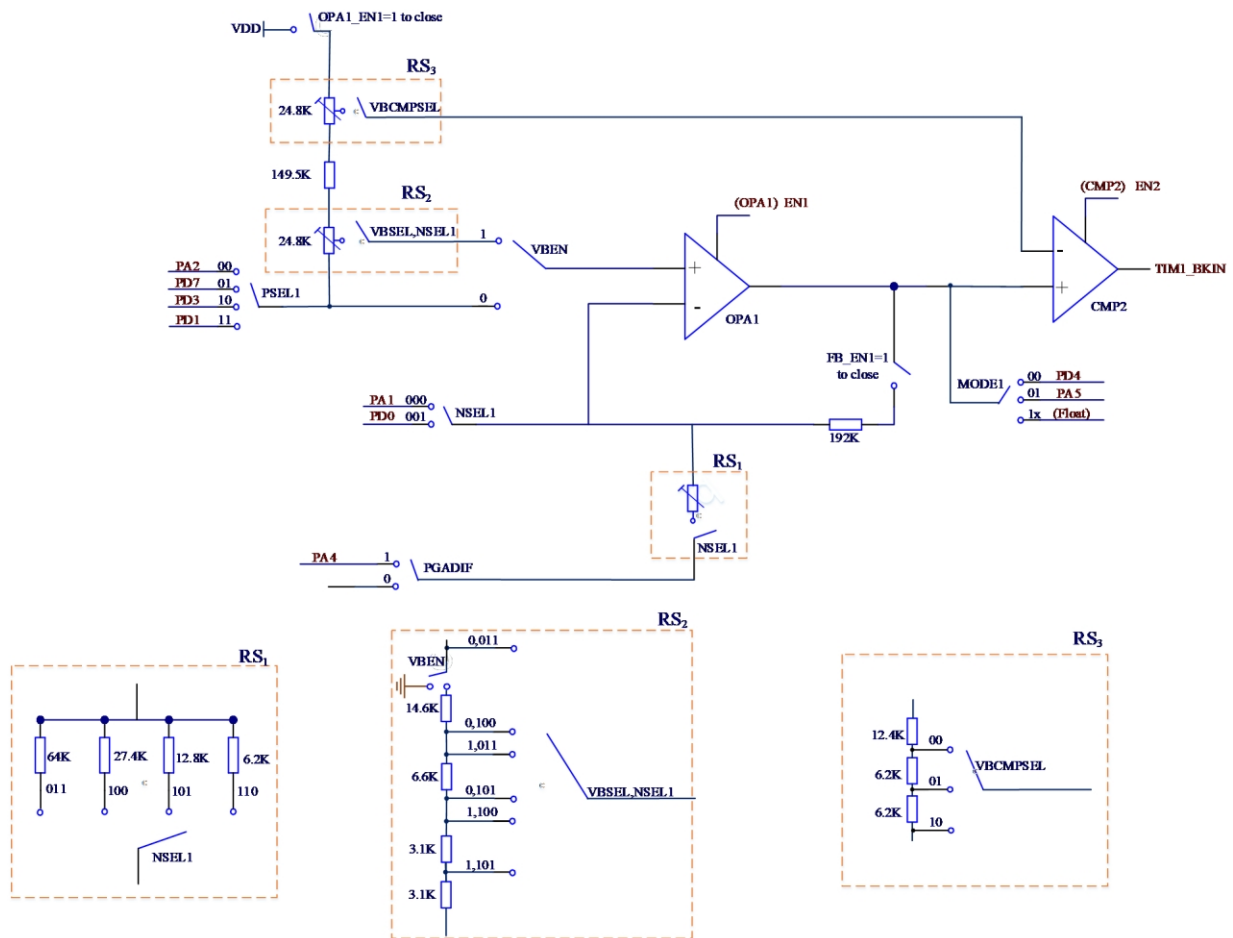 OPA1_EN1=1 to close
VDD
RS3
24.8K
VBCMPSEL
149.5K
RS2
(CMP2) EN2
(OPA1) EN1
24.8K
VBSEL,NSEL1
1
VBEN
-
+
PA2 00
PD7 01
PD3 10
PD1 11
PSEL1
0
+
-
OPA1
TIM1_BKIN
CMP2
FB_EN1=1
to close
MODE1
00 PD4
01 PA5
1x (Float)
PA1 000
PD0 001
NSEL1
192K
RS1
NSEL1
PA4
1
0
PGADIF
RS1
64K
27.4K
12.8K
6.2K
011
100
101
110
NSEL1
RS2
0,011
VBEN
14.6K
0,100
1,011
6.6K
0,101
1,100
VBSEL,NSEL1
3.1K
1,101
3.1K
RS3
12.4K
00
VBCMPSEL
6.2K
01
6.2K
10